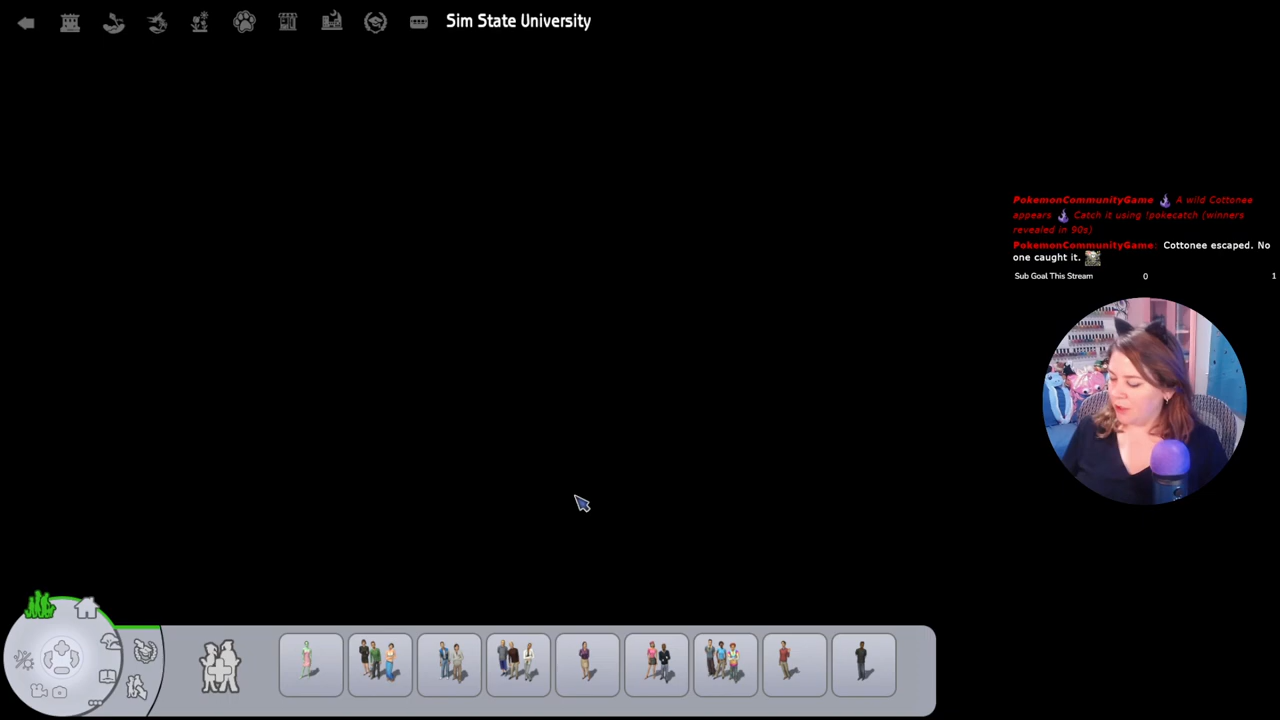 Sim State University
PokemonCommunityGame A wild Cottonee
appears Catch it using !pokecatch (winners
revealed in 90s)
PokemonCommunityGame: Cottonee escaped. No
one caught it.
Sub Goal This Stream 0 1